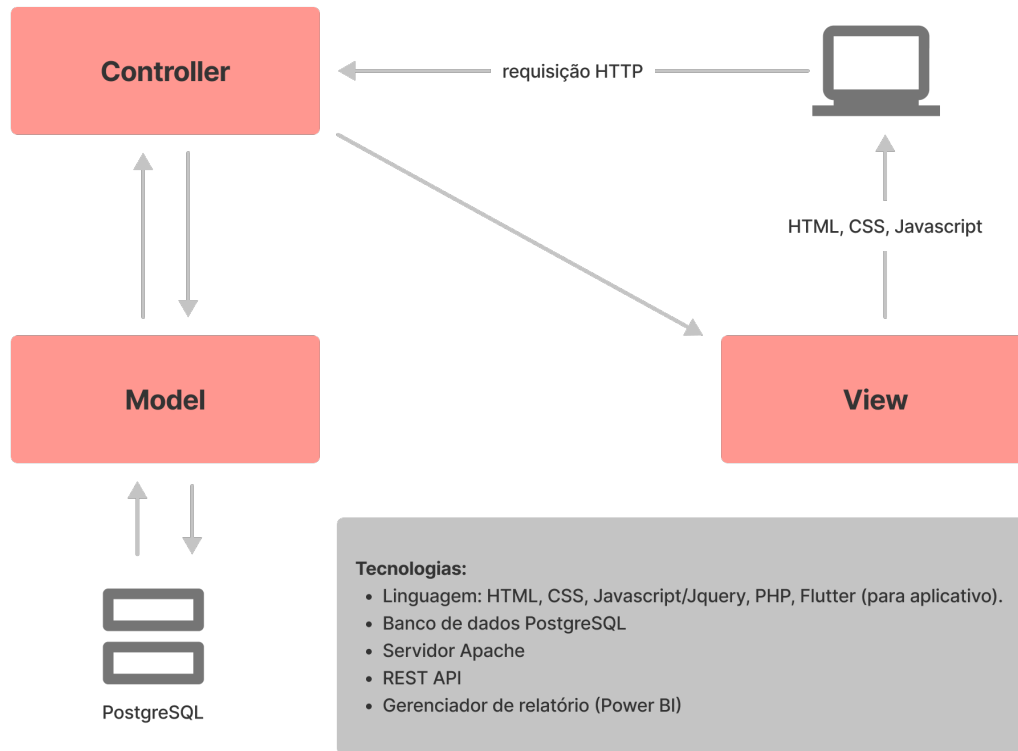 Controller
requisição HTTP
HTML, CSS, Javascript
Model
View
Tecnologias:
• Linguagem: HTML, CSS, Javascript/Jquery, PHP, Flutter (para aplicativo).
• Banco de dados PostgreSQL
• Servidor Apache
• REST API
• Gerenciador de relatório (Power BI)
PostgreSQL